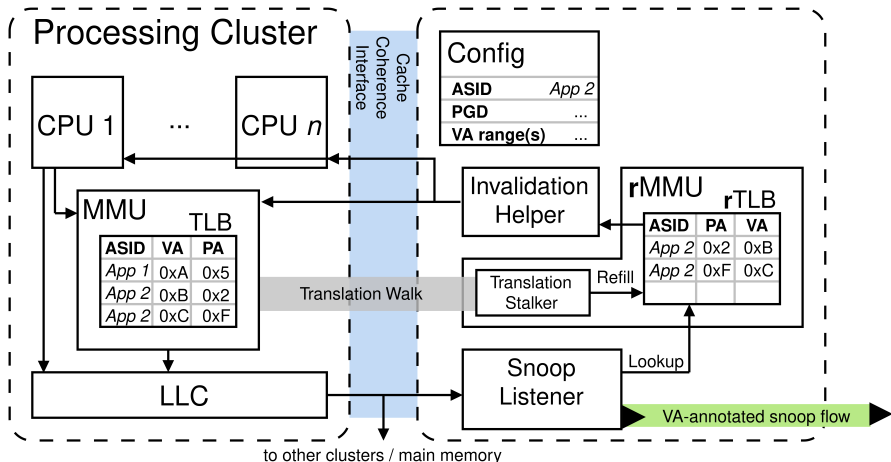 Processing Cluster
CPU 1
...
CPU n
Cache
Coherence
Interface
MMU
TLB
ASID VA PA
App 1 0xA 0x5
App 2 0xB 0x2
App 2 0xC 0xF
LLC
Translation Walk
to other clusters / main memory
Config
ASID App 2
PGD ...
VA range(s) ...
Invalidation
Helper
rMMU
rTLB
ASID PA VA
App 2 0x2 0xB
App 2 0xF 0xC
Translation
Stalker
Refill
Snoop
Listener
Lookup
VA-annotated snoop flow